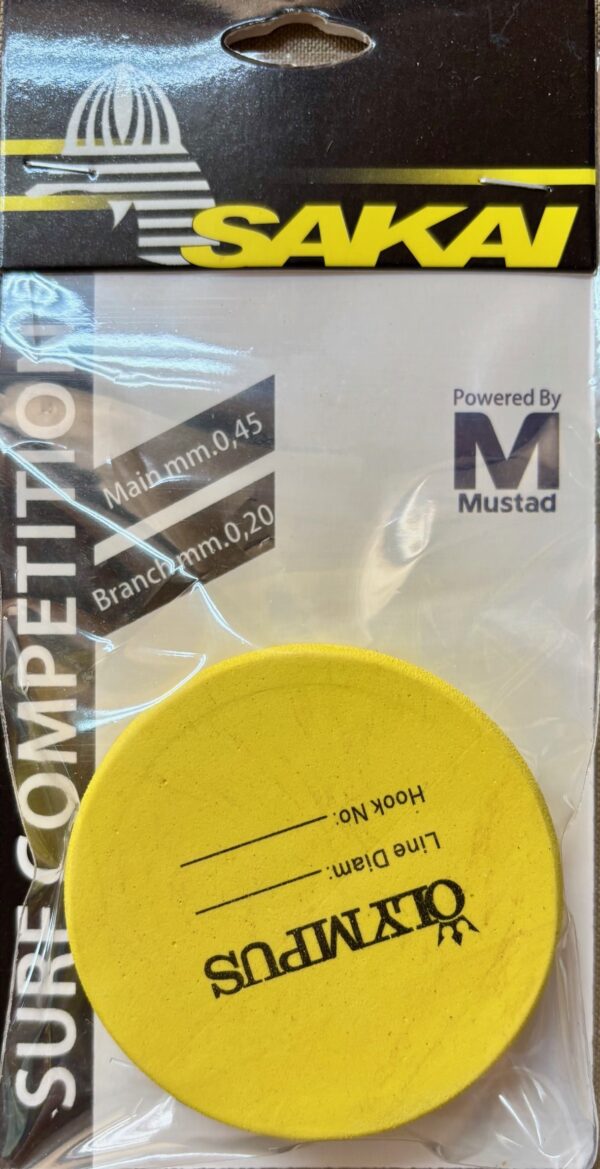 SAKAI
SURF COMPETITION
Main mm.0,45
Branch mm.0,20
Powered By
M
Mustad
OLYMPUS
Line Diam:
Hook No: